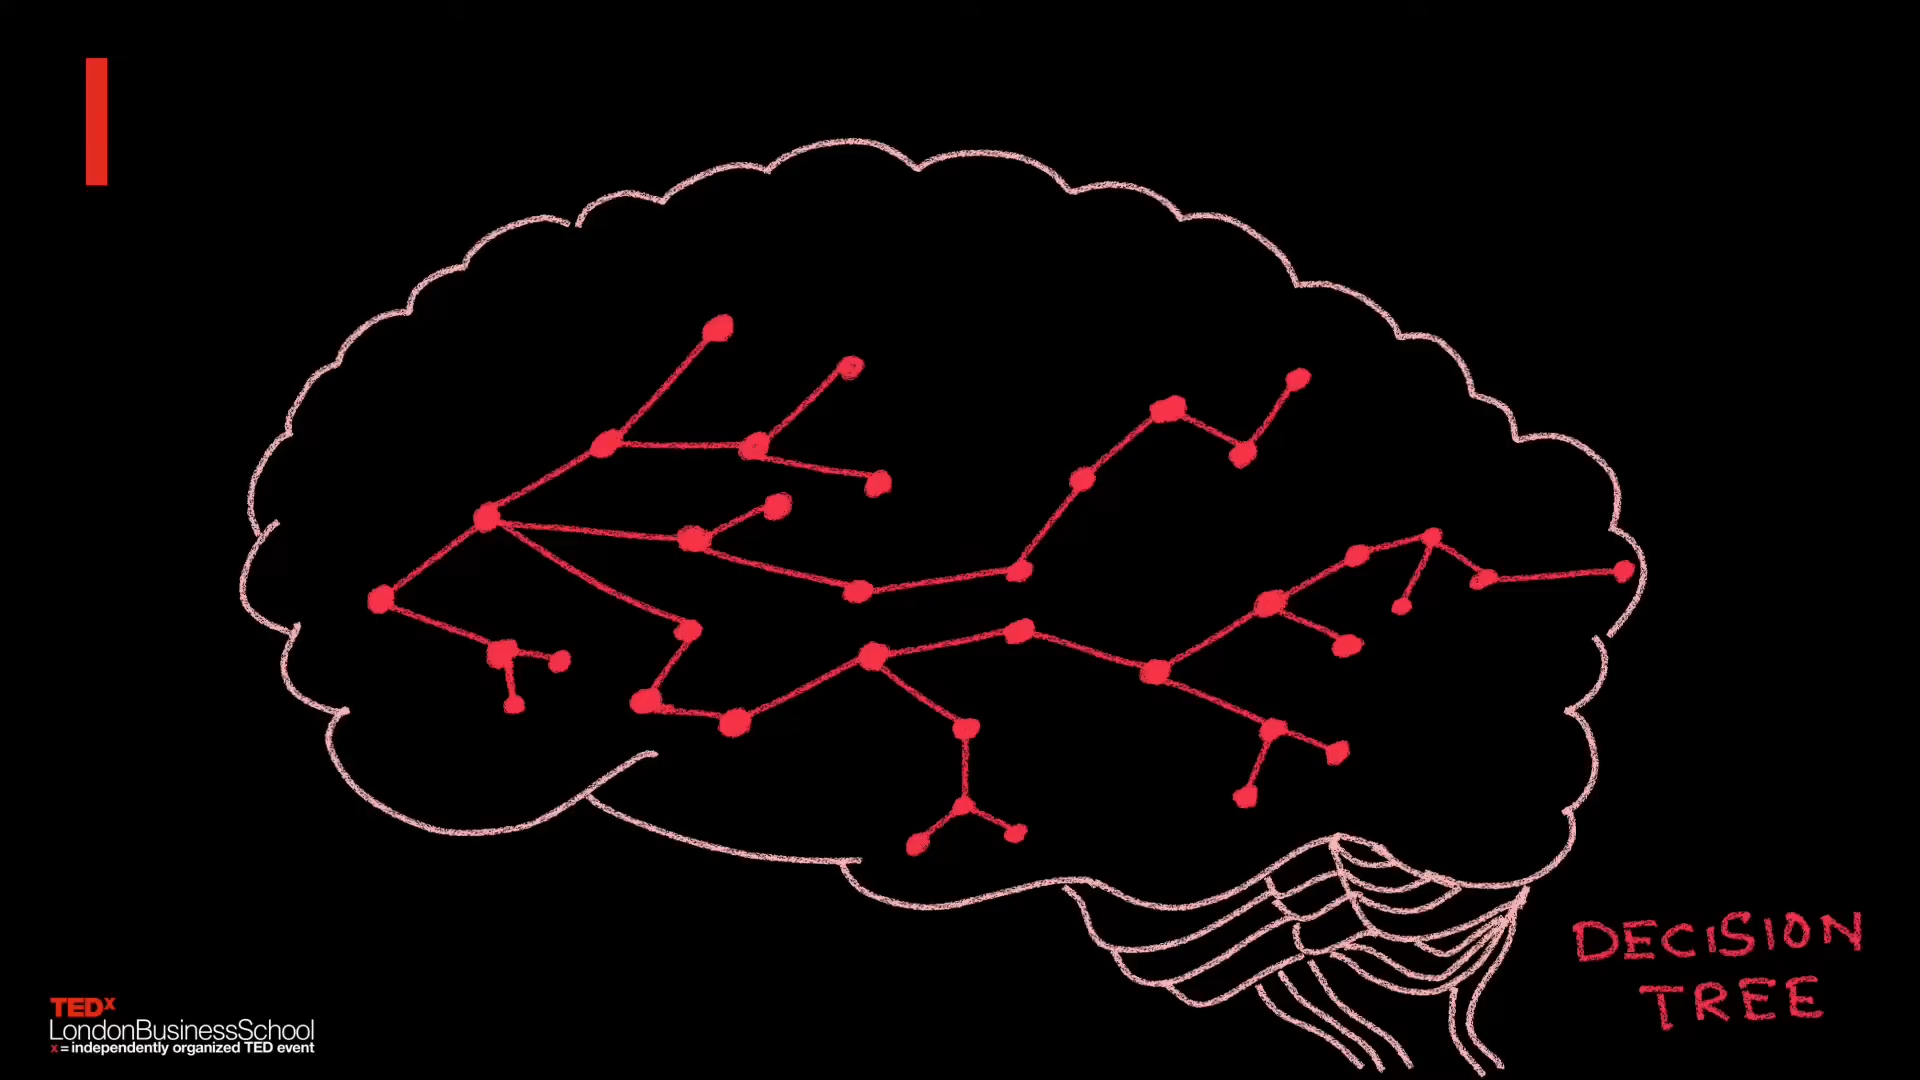 DECISION
TREE
TEDx
LondonBusinessSchool
x = independently organized TED event